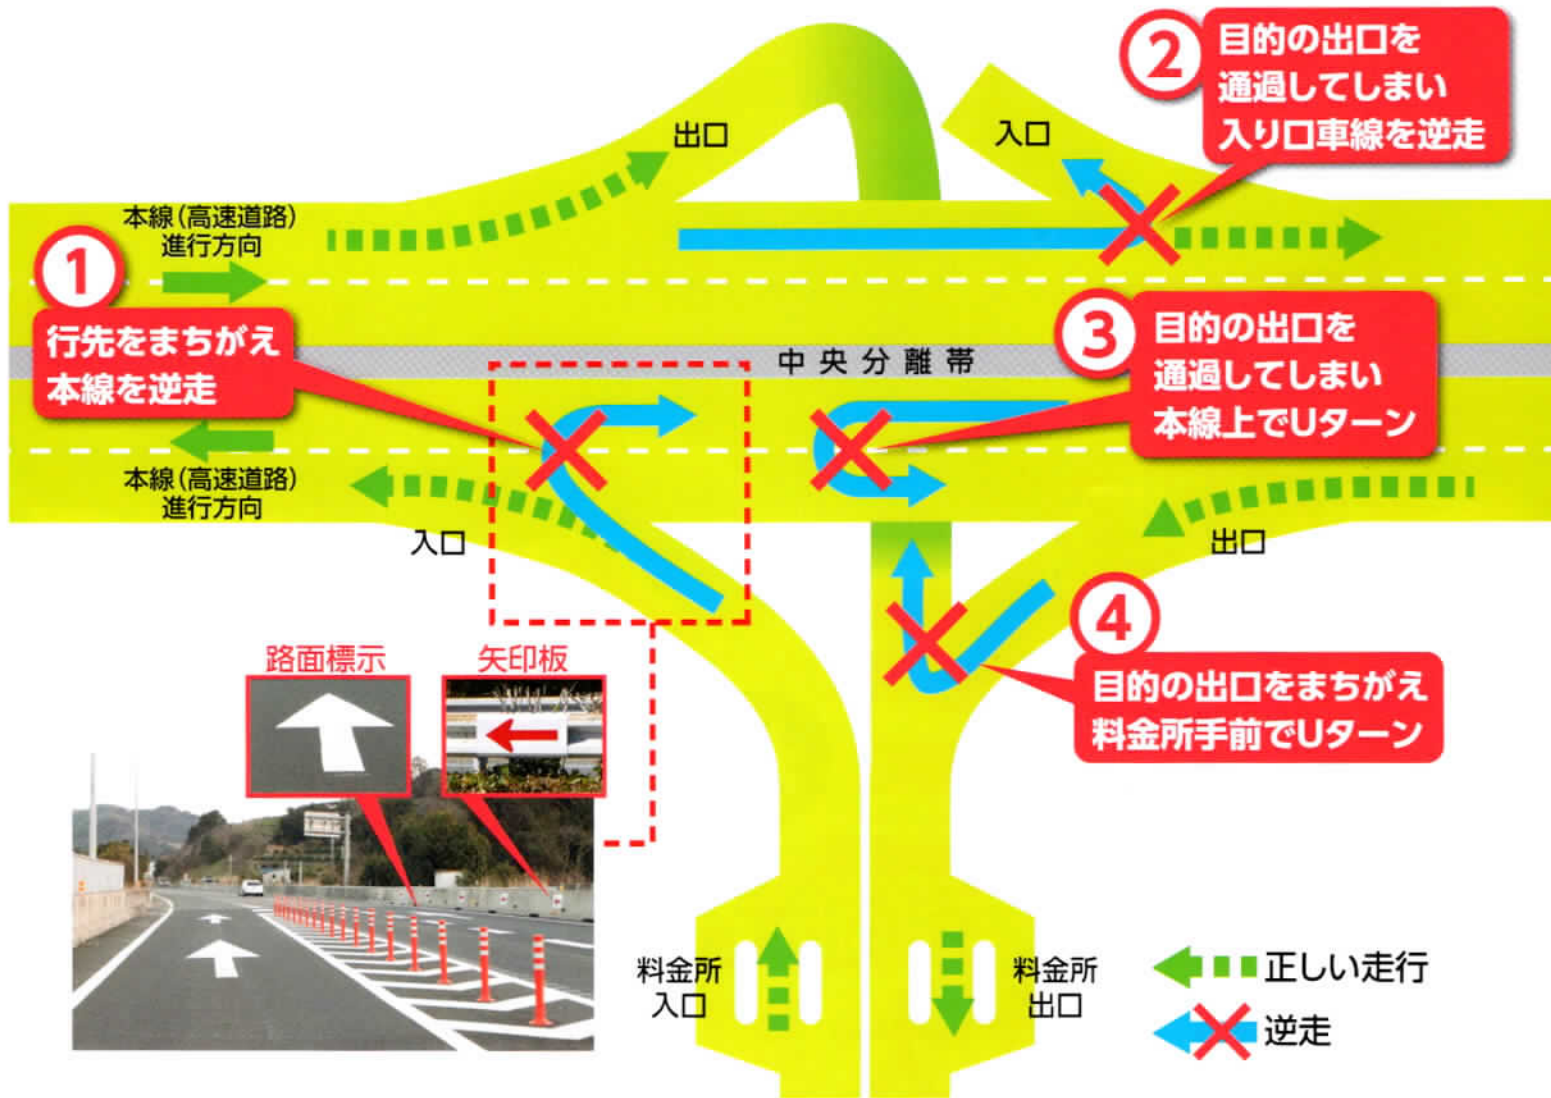 ②
目的の出口を
通過してしまい
入り口車線を逆走
出口
入口
本線(高速道路)
進行方向
①
行先をまちがえ
本線を逆走
中央分離帯
③
目的の出口を
通過してしまい
本線上でUターン
本線(高速道路)
進行方向
入口
出口
④
目的の出口をまちがえ
料金所手前でUターン
路面標示
矢印板
料金所
入口
料金所
出口
正しい走行
逆走